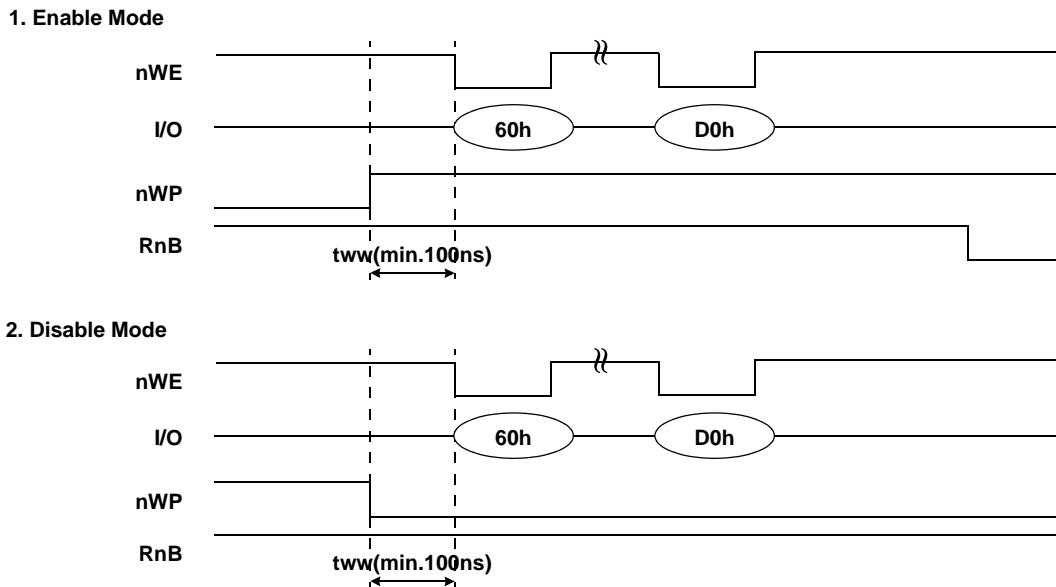 1. Enable Mode
nWE
I/O
60h
D0h
nWP
RnB
tww(min.100ns)
2. Disable Mode
nWE
I/O
60h
D0h
nWP
RnB
tww(min.100ns)